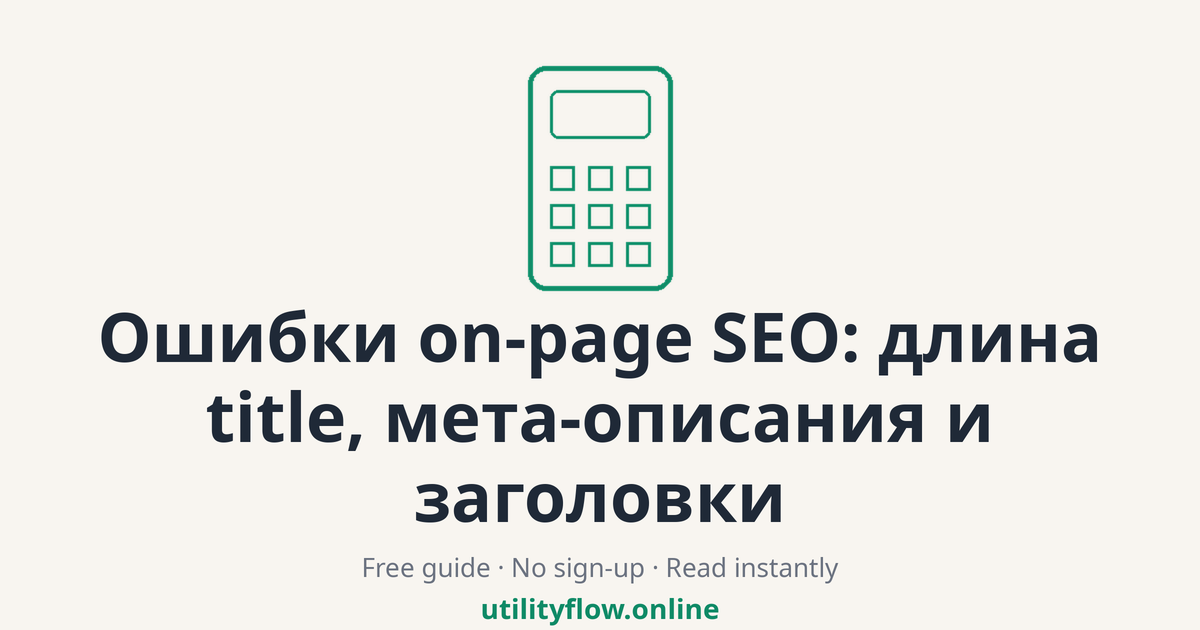 Ошибки on-page SEO: длина
title, мета-описания и
заголовки
Free guide · No sign-up · Read instantly
utilityflow.online